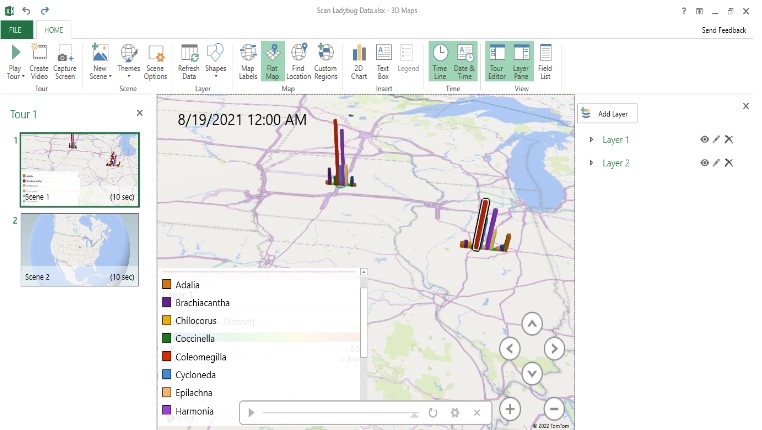 Scan Ladybug Data.xlsx - 3D Maps
?
FILE
HOME
Send Feedback
Play Tour
Create Video
Capture Screen
New Scene
Themes
Scene Options
Refresh Data
Shapes
Map Labels
Flat Map
Find Location
Custom Regions
2D Chart
Text Box
Legend
Time Line
Date & Time
Tour Editor
Layer Pane
Field List
Tour
Scene
Layer
Map
Insert
Time
View
Tour 1
1
Scene 1 (10 sec)
2
Scene 2 (10 sec)
8/19/2021 12:00 AM
Adalia
Brachiacantha
Chilocorus
Coccinella
Coleomegilla
Cycloneda
Epilachna
Harmonia
© 2022 TomTom
Add Layer
Layer 1
Layer 2